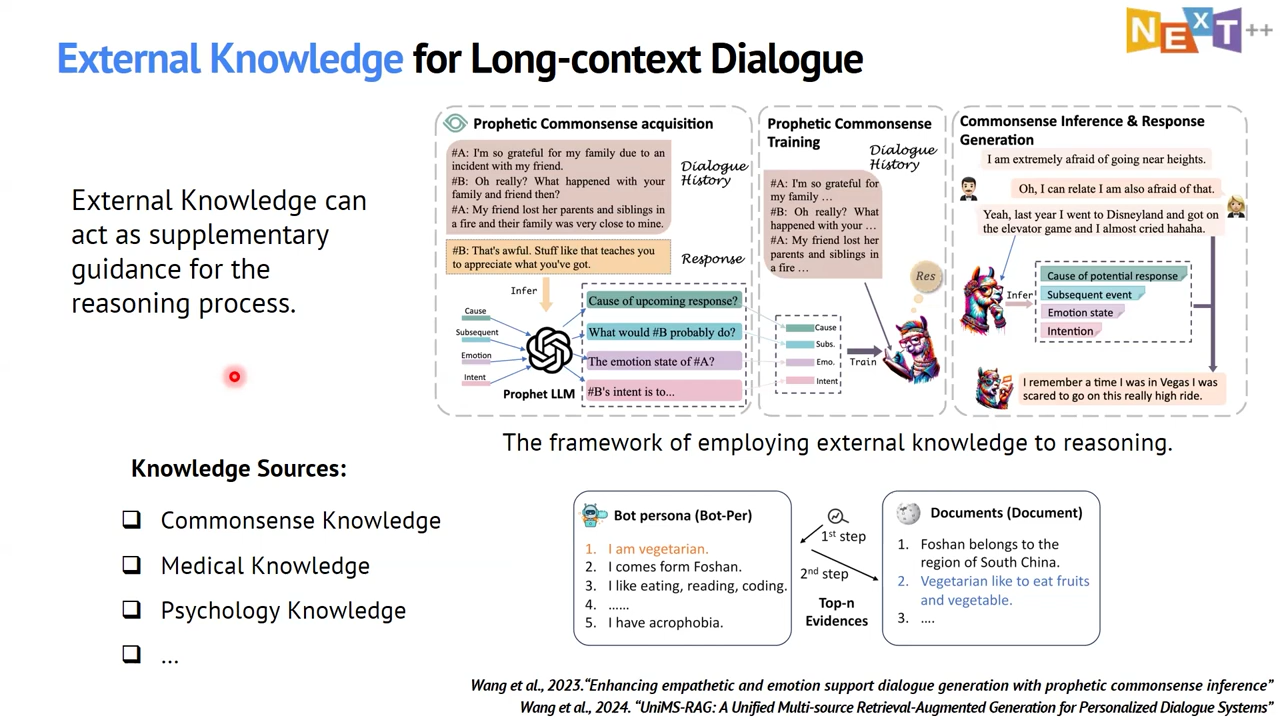 NExT++
External Knowledge for Long-context Dialogue
External Knowledge can
act as supplementary
guidance for the
reasoning process.
Knowledge Sources:
Commonsense Knowledge
Medical Knowledge
Psychology Knowledge
...
Prophetic Commonsense acquisition
#A: I'm so grateful for my family due to an
incident with my friend.
#B: Oh really? What happened with your
family and friend then?
#A: My friend lost her parents and siblings in
a fire and their family was very close to mine.
Dialogue
History
#B: That's awful. Stuff like that teaches you
to appreciate what you've got.
Response
Infer
Cause
Subsequent
Emotion
Intent
Prophet LLM
Cause of upcoming response?
What would #B probably do?
The emotion state of #A?
#B's intent is to...
Prophetic Commonsense
Training
Dialogue
History
#A: I'm so grateful for
my family ...
#B: Oh really? What
happened with your ...
#A: My friend lost her
parents and siblings in
a fire ...
Res
Cause
Subs.
Emo.
Intent
Train
Commonsense Inference & Response
Generation
I am extremely afraid of going near heights.
Oh, I can relate I am also afraid of that.
Yeah, last year I went to Disneyland and got on
the elevator game and I almost cried hahaha.
Infer
Cause of potential response
Subsequent event
Emotion state
Intention
I remember a time I was in Vegas I was
scared to go on this really high ride.
The framework of employing external knowledge to reasoning.
Bot persona (Bot-Per)
1. I am vegetarian.
2. I comes form Foshan.
3. I like eating, reading, coding.
4. ......
5. I have acrophobia.
1st step
2nd step
Top-n
Evidences
Documents (Document)
1. Foshan belongs to the
region of South China.
2. Vegetarian like to eat fruits
and vegetable.
3. ....
Wang et al., 2023.“Enhancing empathetic and emotion support dialogue generation with prophetic commonsense inference”
Wang et al., 2024. “UniMS-RAG: A Unified Multi-source Retrieval-Augmented Generation for Personalized Dialogue Systems”